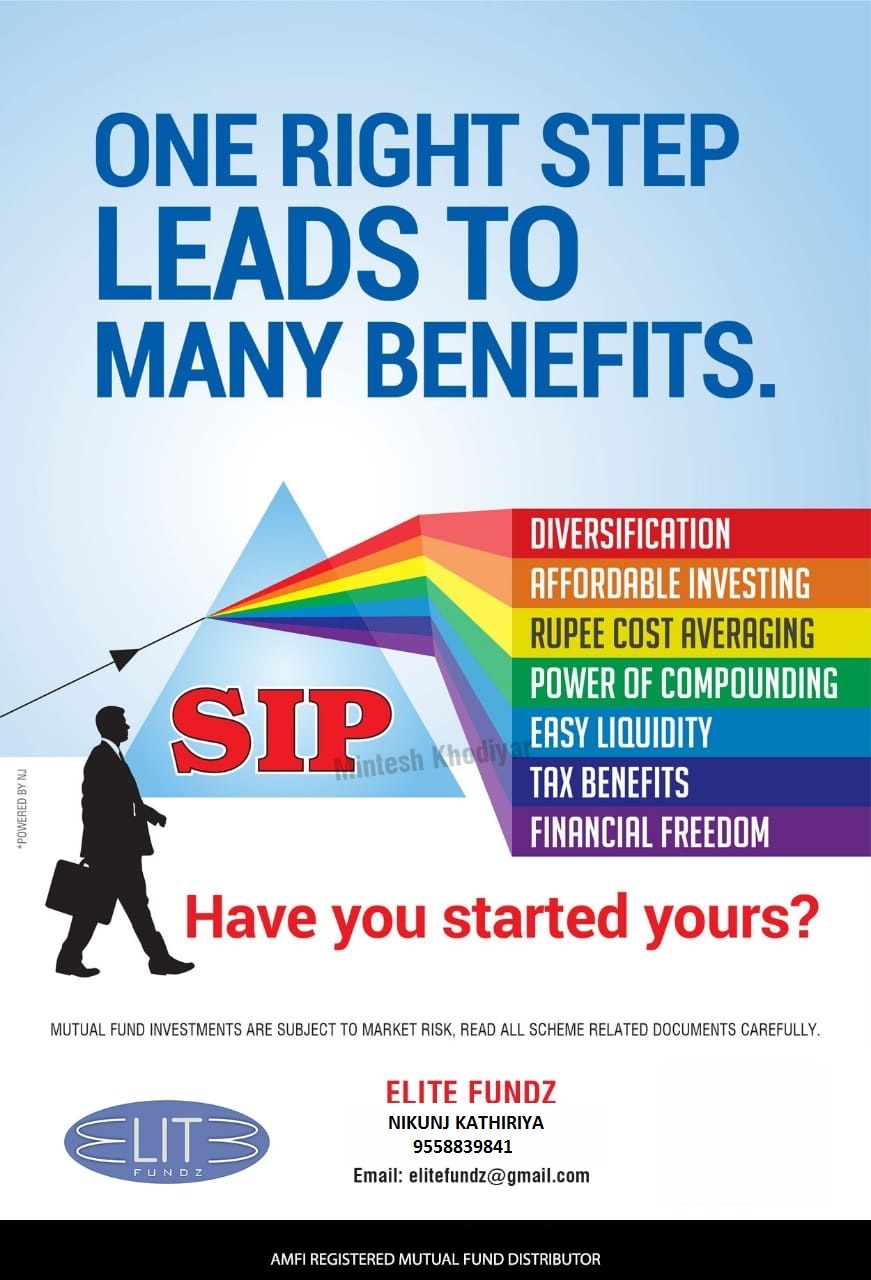 ONE RIGHT STEP
LEADS TO
MANY BENEFITS.
DIVERSIFICATION
AFFORDABLE INVESTING
RUPEE COST AVERAGING
POWER OF COMPOUNDING
EASY LIQUIDITY
TAX BENEFITS
FINANCIAL FREEDOM
SIP
Mintesh Khodiyar
*POWERED BY NJ
Have you started yours?
MUTUAL FUND INVESTMENTS ARE SUBJECT TO MARKET RISK, READ ALL SCHEME RELATED DOCUMENTS CAREFULLY.
ELITE
FUNDZ
ELITE FUNDZ
NIKUNJ KATHIRIYA
9558839841
Email: elitefundz@gmail.com
AMFI REGISTERED MUTUAL FUND DISTRIBUTOR